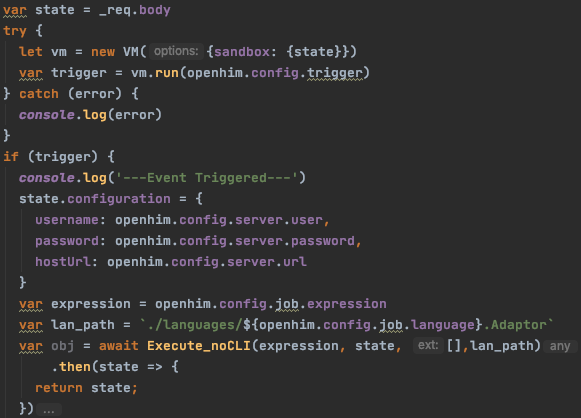 var state = _req.body
try {
  let vm = new VM( options: {sandbox: {state}})
  var trigger = vm.run(openhim.config.trigger)
} catch (error) {
  console.log(error)
}
if (trigger) {
  console.log('---Event Triggered---')
  state.configuration = {
    username: openhim.config.server.user,
    password: openhim.config.server.password,
    hostUrl: openhim.config.server.url
  }
  var expression = openhim.config.job.expression
  var lan_path = `./languages/${openhim.config.job.language}.Adaptor`
  var obj = await Execute_noCLI(expression, state, ext: [],lan_path) any
      .then(state => {
    return state;
  }) ...